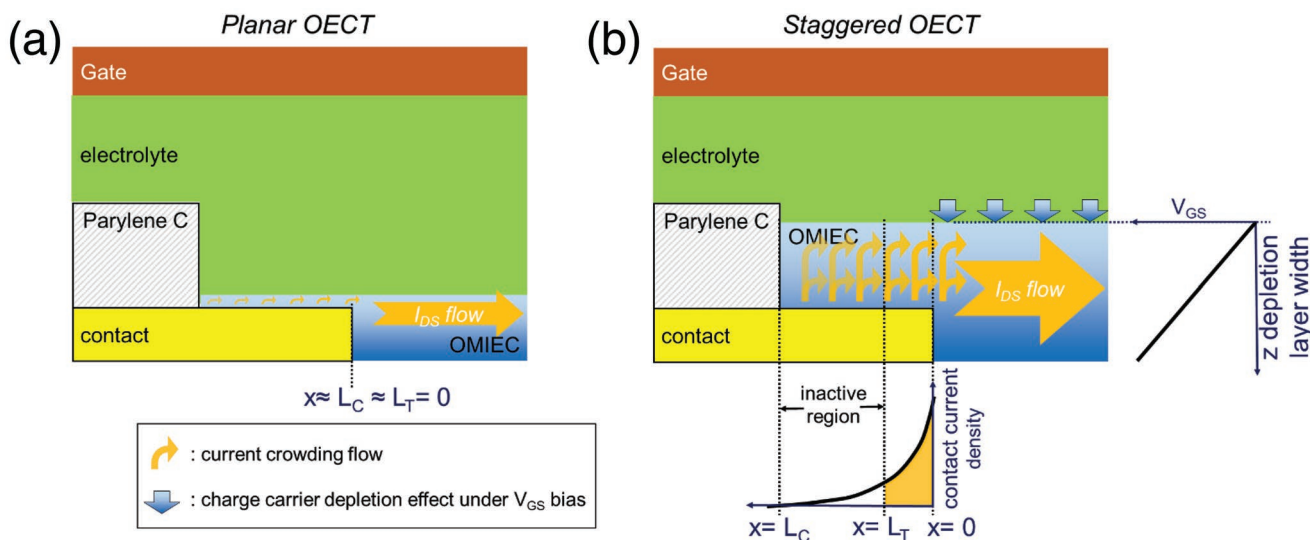 (a)
Planar OECT
Gate
electrolyte
Parylene C
contact
I_DS flow
OMIEC
x≈ L_C ≈ L_T= 0
: current crowding flow
: charge carrier depletion effect under V_GS bias
(b)
Staggered OECT
Gate
electrolyte
Parylene C
OMIEC
contact
I_DS flow
V_GS
z depletion
layer width
inactive
region
contact current
density
x= L_C
x= L_T
x= 0